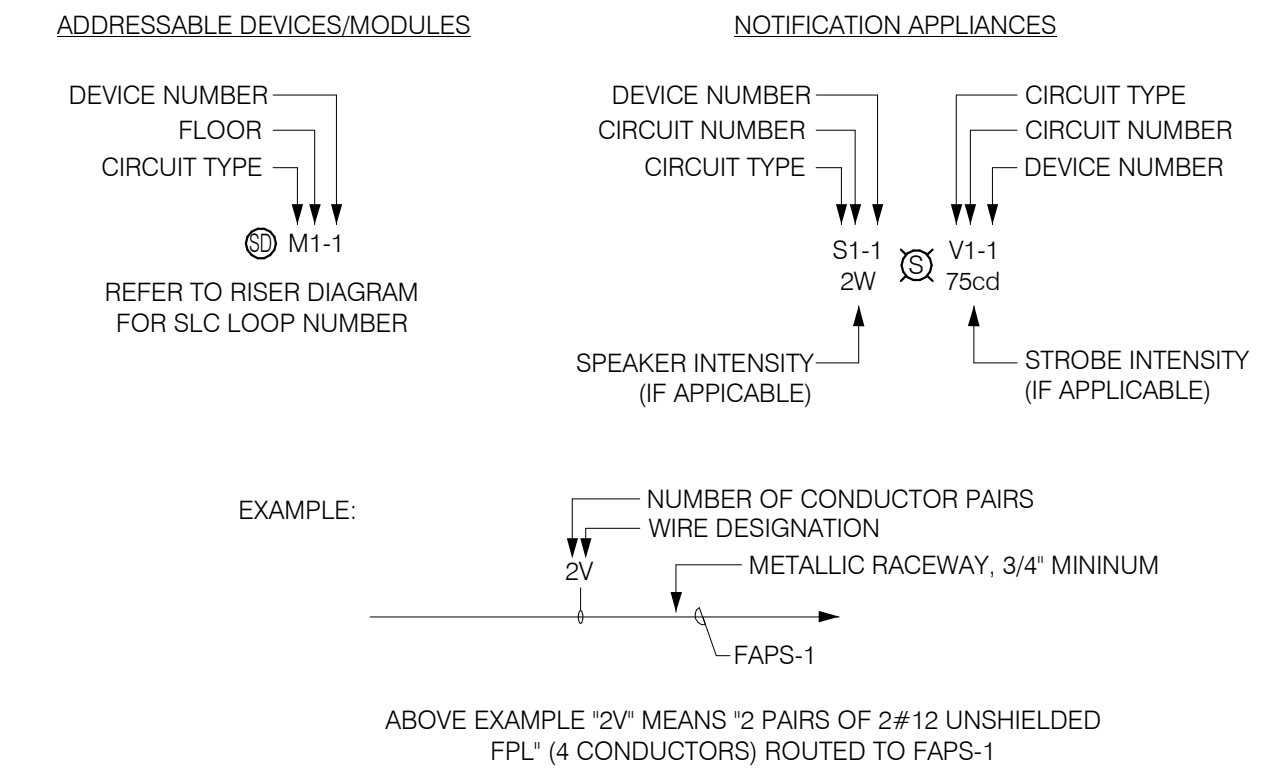 ADDRESSABLE DEVICES/MODULES
DEVICE NUMBER
FLOOR
CIRCUIT TYPE
SD M1-1
REFER TO RISER DIAGRAM
FOR SLC LOOP NUMBER
NOTIFICATION APPLIANCES
DEVICE NUMBER
CIRCUIT NUMBER
CIRCUIT TYPE
CIRCUIT TYPE
CIRCUIT NUMBER
DEVICE NUMBER
S1-1
2W
S
V1-1
75cd
SPEAKER INTENSITY
(IF APPICABLE)
STROBE INTENSITY
(IF APPLICABLE)
EXAMPLE:
NUMBER OF CONDUCTOR PAIRS
WIRE DESIGNATION
2V
METALLIC RACEWAY, 3/4" MININUM
FAPS-1
ABOVE EXAMPLE "2V" MEANS "2 PAIRS OF 2#12 UNSHIELDED
FPL" (4 CONDUCTORS) ROUTED TO FAPS-1